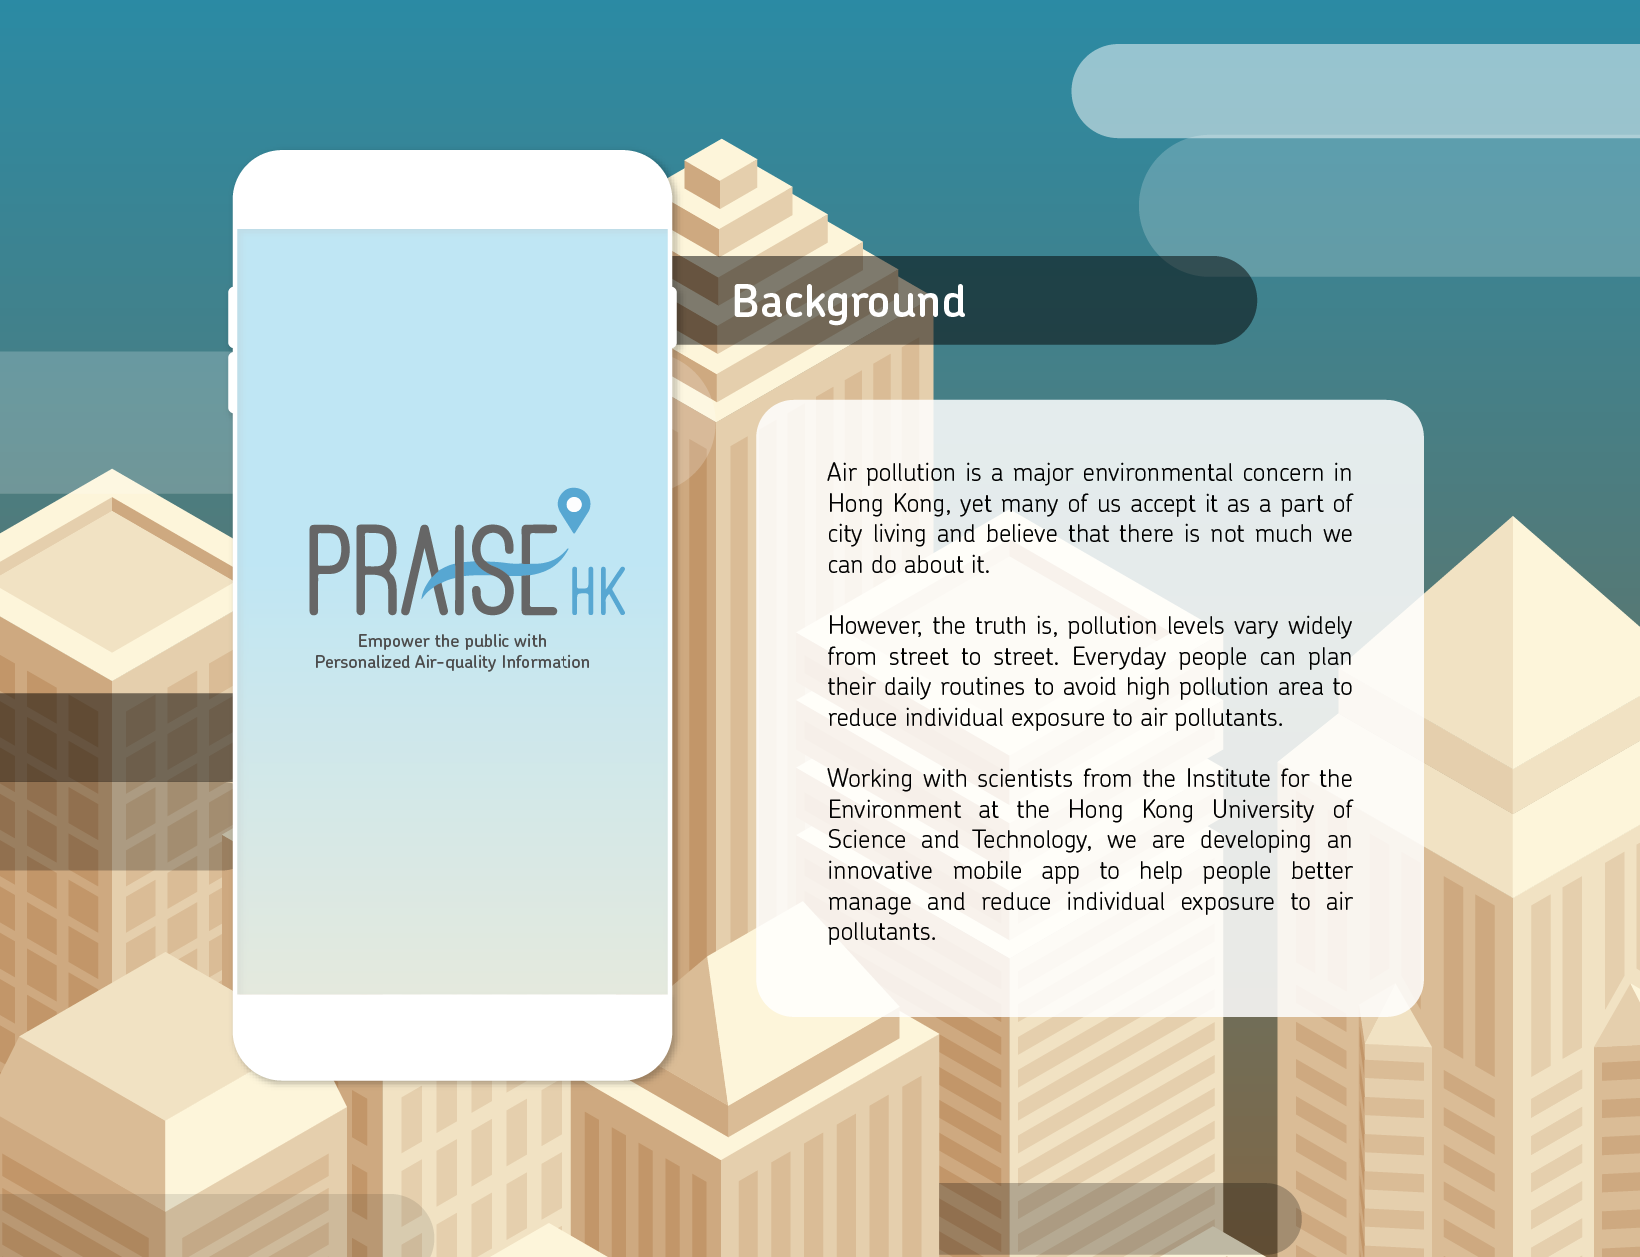 Background
PRAISE HK
Empower the public with
Personalized Air-quality Information
Air pollution is a major environmental concern in
Hong Kong, yet many of us accept it as a part of
city living and believe that there is not much we
can do about it.
However, the truth is, pollution levels vary widely
from street to street. Everyday people can plan
their daily routines to avoid high pollution area to
reduce individual exposure to air pollutants.
Working with scientists from the Institute for the
Environment at the Hong Kong University of
Science and Technology, we are developing an
innovative mobile app to help people better
manage and reduce individual exposure to air
pollutants.